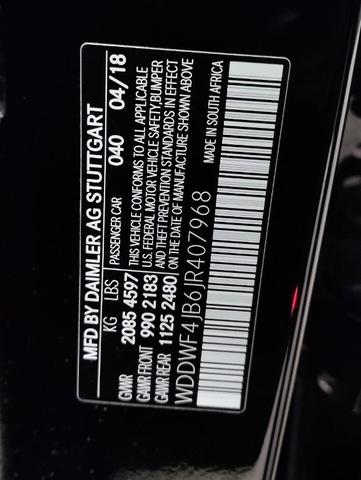 MFD BY DAIMLER AG STUTTGART
PASSENGER CAR 040 04/18
KG LBS
GVWR 2085 4597
GAWR FRONT 990 2183
GAWR REAR 1125 2480
THIS VEHICLE CONFORMS TO ALL APPLICABLE
U.S. FEDERAL MOTOR VEHICLE SAFETY,BUMPER
AND THEFT PREVENTION STANDARDS IN EFFECT
ON THE DATE OF MANUFACTURE SHOWN ABOVE
WDDWF4JB6JR407968 MADE IN SOUTH AFRICA